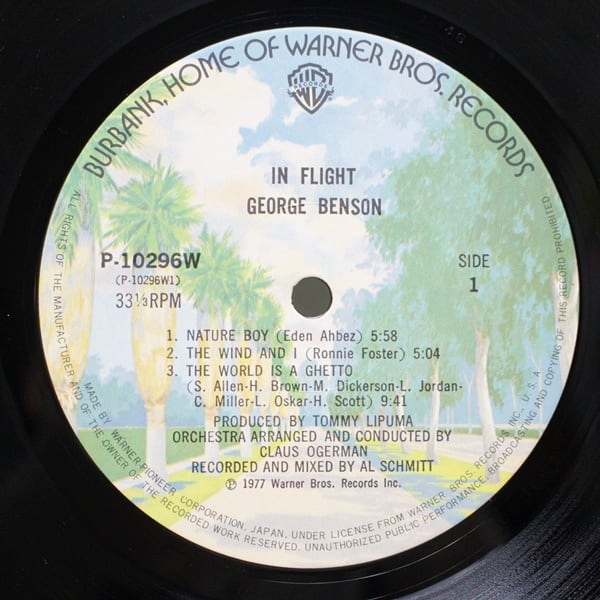 BURBANK, HOME OF WARNER BROS. RECORDS
RECORDS
IN FLIGHT
GEORGE BENSON
P-10296W
(P-10296W1)
33⅓RPM
SIDE
1
1. NATURE BOY (Eden Ahbez) 5:58
2. THE WIND AND I (Ronnie Foster) 5:04
3. THE WORLD IS A GHETTO
(S. Allen-H. Brown-M. Dickerson-L. Jordan-
C. Miller-L. Oskar-H. Scott) 9:41
PRODUCED BY TOMMY LIPUMA
ORCHESTRA ARRANGED AND CONDUCTED BY
CLAUS OGERMAN
RECORDED AND MIXED BY AL SCHMITT
℗ 1977 Warner Bros. Records Inc.
MADE BY WARNER-PIONEER CORPORATION, JAPAN, UNDER LICENSE FROM WARNER BROS. RECORDS INC., U.S.A.
ALL RIGHTS OF THE MANUFACTURER AND OF THE OWNER OF THE RECORDED WORK RESERVED. UNAUTHORIZED PUBLIC PERFORMANCE, BROADCASTING AND COPYING OF THIS RECORD PROHIBITED